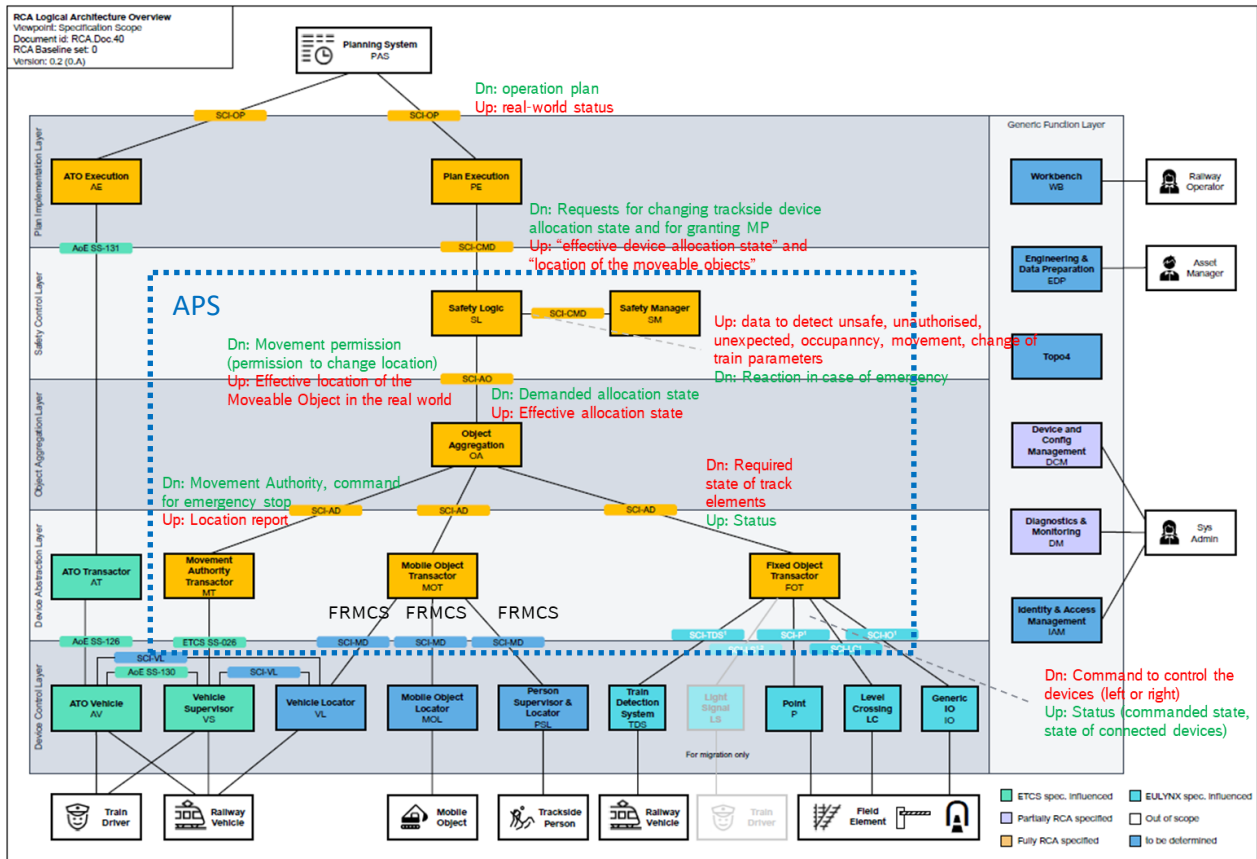 RCA Logical Architecture Overview
Viewpoint: Specification Scope
Document id: RCA.Doc.40
RCA Baseline set: 0
Version: 0.2 (0.A)
Planning System
PAS
Dn: operation plan
Up: real-world status
SCI-OP
SCI-OP
Plan Implementation Layer
Generic Function Layer
ATO Execution
AE
Plan Execution
PE
Workbench
WB
Railway
Operator
Dn: Requests for changing trackside device
allocation state and for granting MP
Up: "effective device allocation state" and
"location of the moveable objects"
AoE SS-131
SCI-CMD
Engineering &
Data Preparation
EDP
Asset
Manager
Safety Control Layer
APS
Safety Logic
SL
SCI-CMD
Safety Manager
SM
Up: data to detect unsafe, unauthorised,
unexpected, occupanncy, movement, change of
train parameters
Dn: Reaction in case of emergency
Topo4
Dn: Movement permission
(permission to change location)
Up: Effective location of the
Moveable Object in the real world
SCI-AO
Dn: Demanded allocation state
Up: Effective allocation state
Object Aggregation Layer
Object
Aggregation
OA
Device and
Config
Management
DCM
Dn: Movement Authority, command
for emergency stop
Up: Location report
SCI-AD
SCI-AD
SCI-AD
Dn: Required
state of track
elements
Up: Status
Device Abstraction Layer
Diagnostics &
Monitoring
DM
Sys
Admin
ATO Transactor
AT
Movement
Authority
Transactor
MT
Mobile Object
Transactor
MOT
Fixed Object
Transactor
FOT
Identity & Access
Management
IAM
FRMCS
FRMCS
FRMCS
AoE SS-126
ETCS SS-026
SCI-MD
SCI-MD
SCI-MD
SCI-TDS¹
SCI-P¹
SCI-IO¹
SCI-LC¹
Device Control Layer
SCI-VL
AoE SS-130
SCI-VL
ATO Vehicle
AV
Vehicle
Supervisor
VS
Vehicle Locator
VL
Mobile Object
Locator
MOL
Person
Supervisor &
Locator
PSL
Train
Detection
System
TDS
Light
Signal
LS
Point
P
Level
Crossing
LC
Generic
IO
IO
For migration only
Dn: Command to control the
devices (left or right)
Up: Status (commanded state,
state of connected devices)
Train
Driver
Railway
Vehicle
Mobile
Object
Trackside
Person
Railway
Vehicle
Train
Driver
Field
Element
ETCS spec. influenced
EULYNX spec. influenced
Partially RCA specified
Out of scope
Fully RCA specified
to be determined